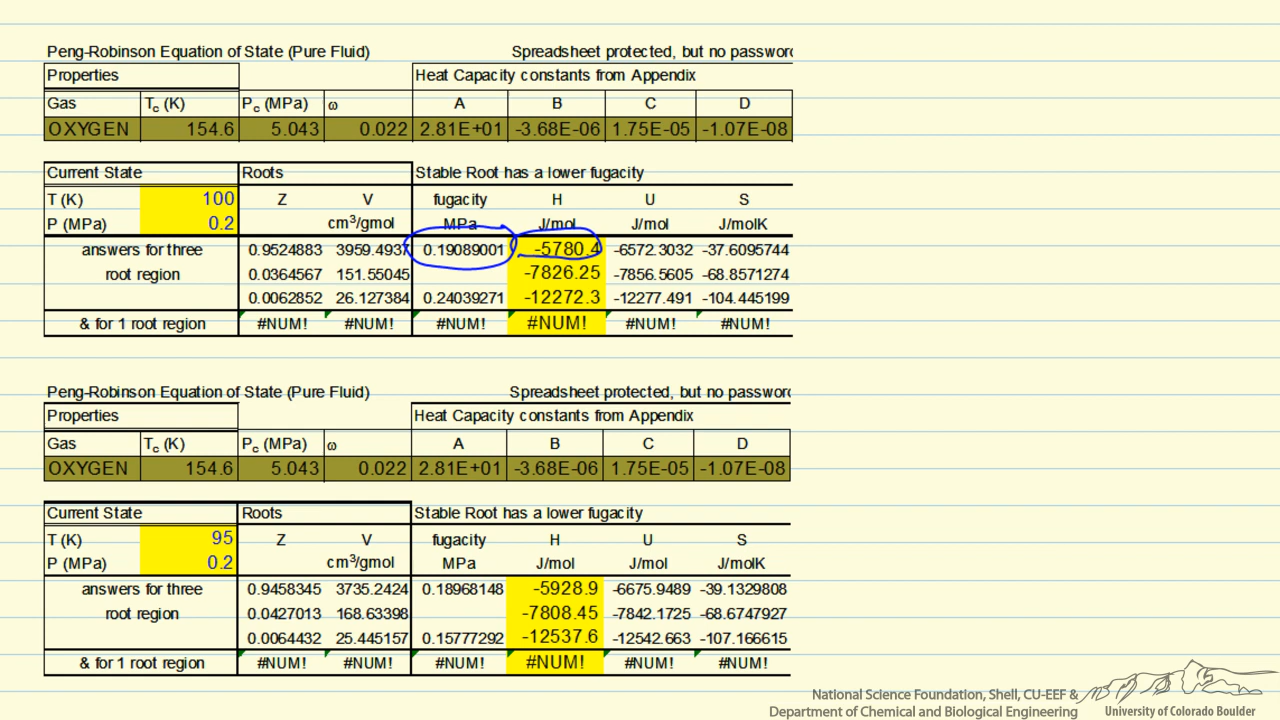 Peng-Robinson Equation of State (Pure Fluid) Spreadsheet protected, but no passwor
Properties Heat Capacity constants from Appendix
Gas Tc (K) Pc (MPa) ω A B C D
OXYGEN 154.6 5.043 0.022 2.81E+01 -3.68E-06 1.75E-05 -1.07E-08
Current State Roots Stable Root has a lower fugacity
T (K) 100 Z V fugacity H U S
P (MPa) 0.2 cm³/gmol MPa J/mol J/mol J/molK
answers for three 0.9524883 3959.4937 0.19089001 -5780.4 -6572.3032 -37.6095744
root region 0.0364567 151.55045 -7826.25 -7856.5605 -68.8571274
0.0062852 26.127384 0.24039271 -12272.3 -12277.491 -104.445199
& for 1 root region #NUM! #NUM! #NUM! #NUM! #NUM! #NUM!
Peng-Robinson Equation of State (Pure Fluid) Spreadsheet protected, but no passwor
Properties Heat Capacity constants from Appendix
Gas Tc (K) Pc (MPa) ω A B C D
OXYGEN 154.6 5.043 0.022 2.81E+01 -3.68E-06 1.75E-05 -1.07E-08
Current State Roots Stable Root has a lower fugacity
T (K) 95 Z V fugacity H U S
P (MPa) 0.2 cm³/gmol MPa J/mol J/mol J/molK
answers for three 0.9458345 3735.2424 0.18968148 -5928.9 -6675.9489 -39.1329808
root region 0.0427013 168.63398 -7808.45 -7842.1725 -68.6747927
0.0064432 25.445157 0.15777292 -12537.6 -12542.663 -107.166615
& for 1 root region #NUM! #NUM! #NUM! #NUM! #NUM! #NUM!
National Science Foundation, Shell, CU-EEF &
Department of Chemical and Biological Engineering University of Colorado Boulder